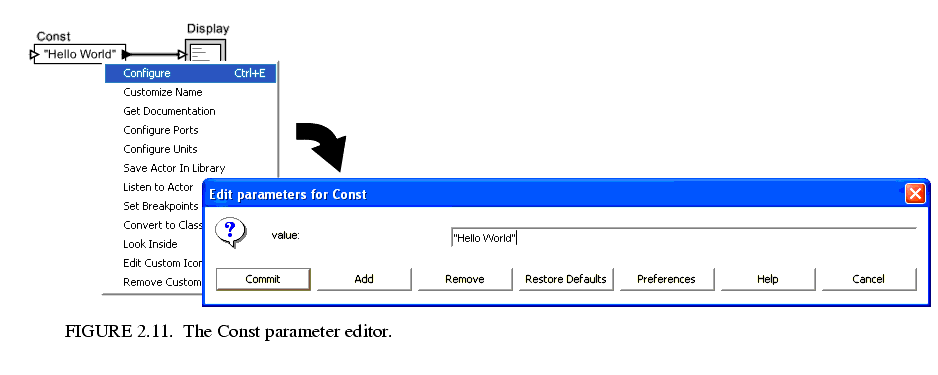 Const
Display
"Hello World"
Configure Ctrl+E
Customize Name
Get Documentation
Configure Ports
Configure Units
Save Actor In Library
Listen to Actor
Set Breakpoints
Convert to Class
Look Inside
Edit Custom Icon
Remove Custom
Edit parameters for Const
value: "Hello World"
Commit Add Remove Restore Defaults Preferences Help Cancel
FIGURE 2.11. The Const parameter editor.